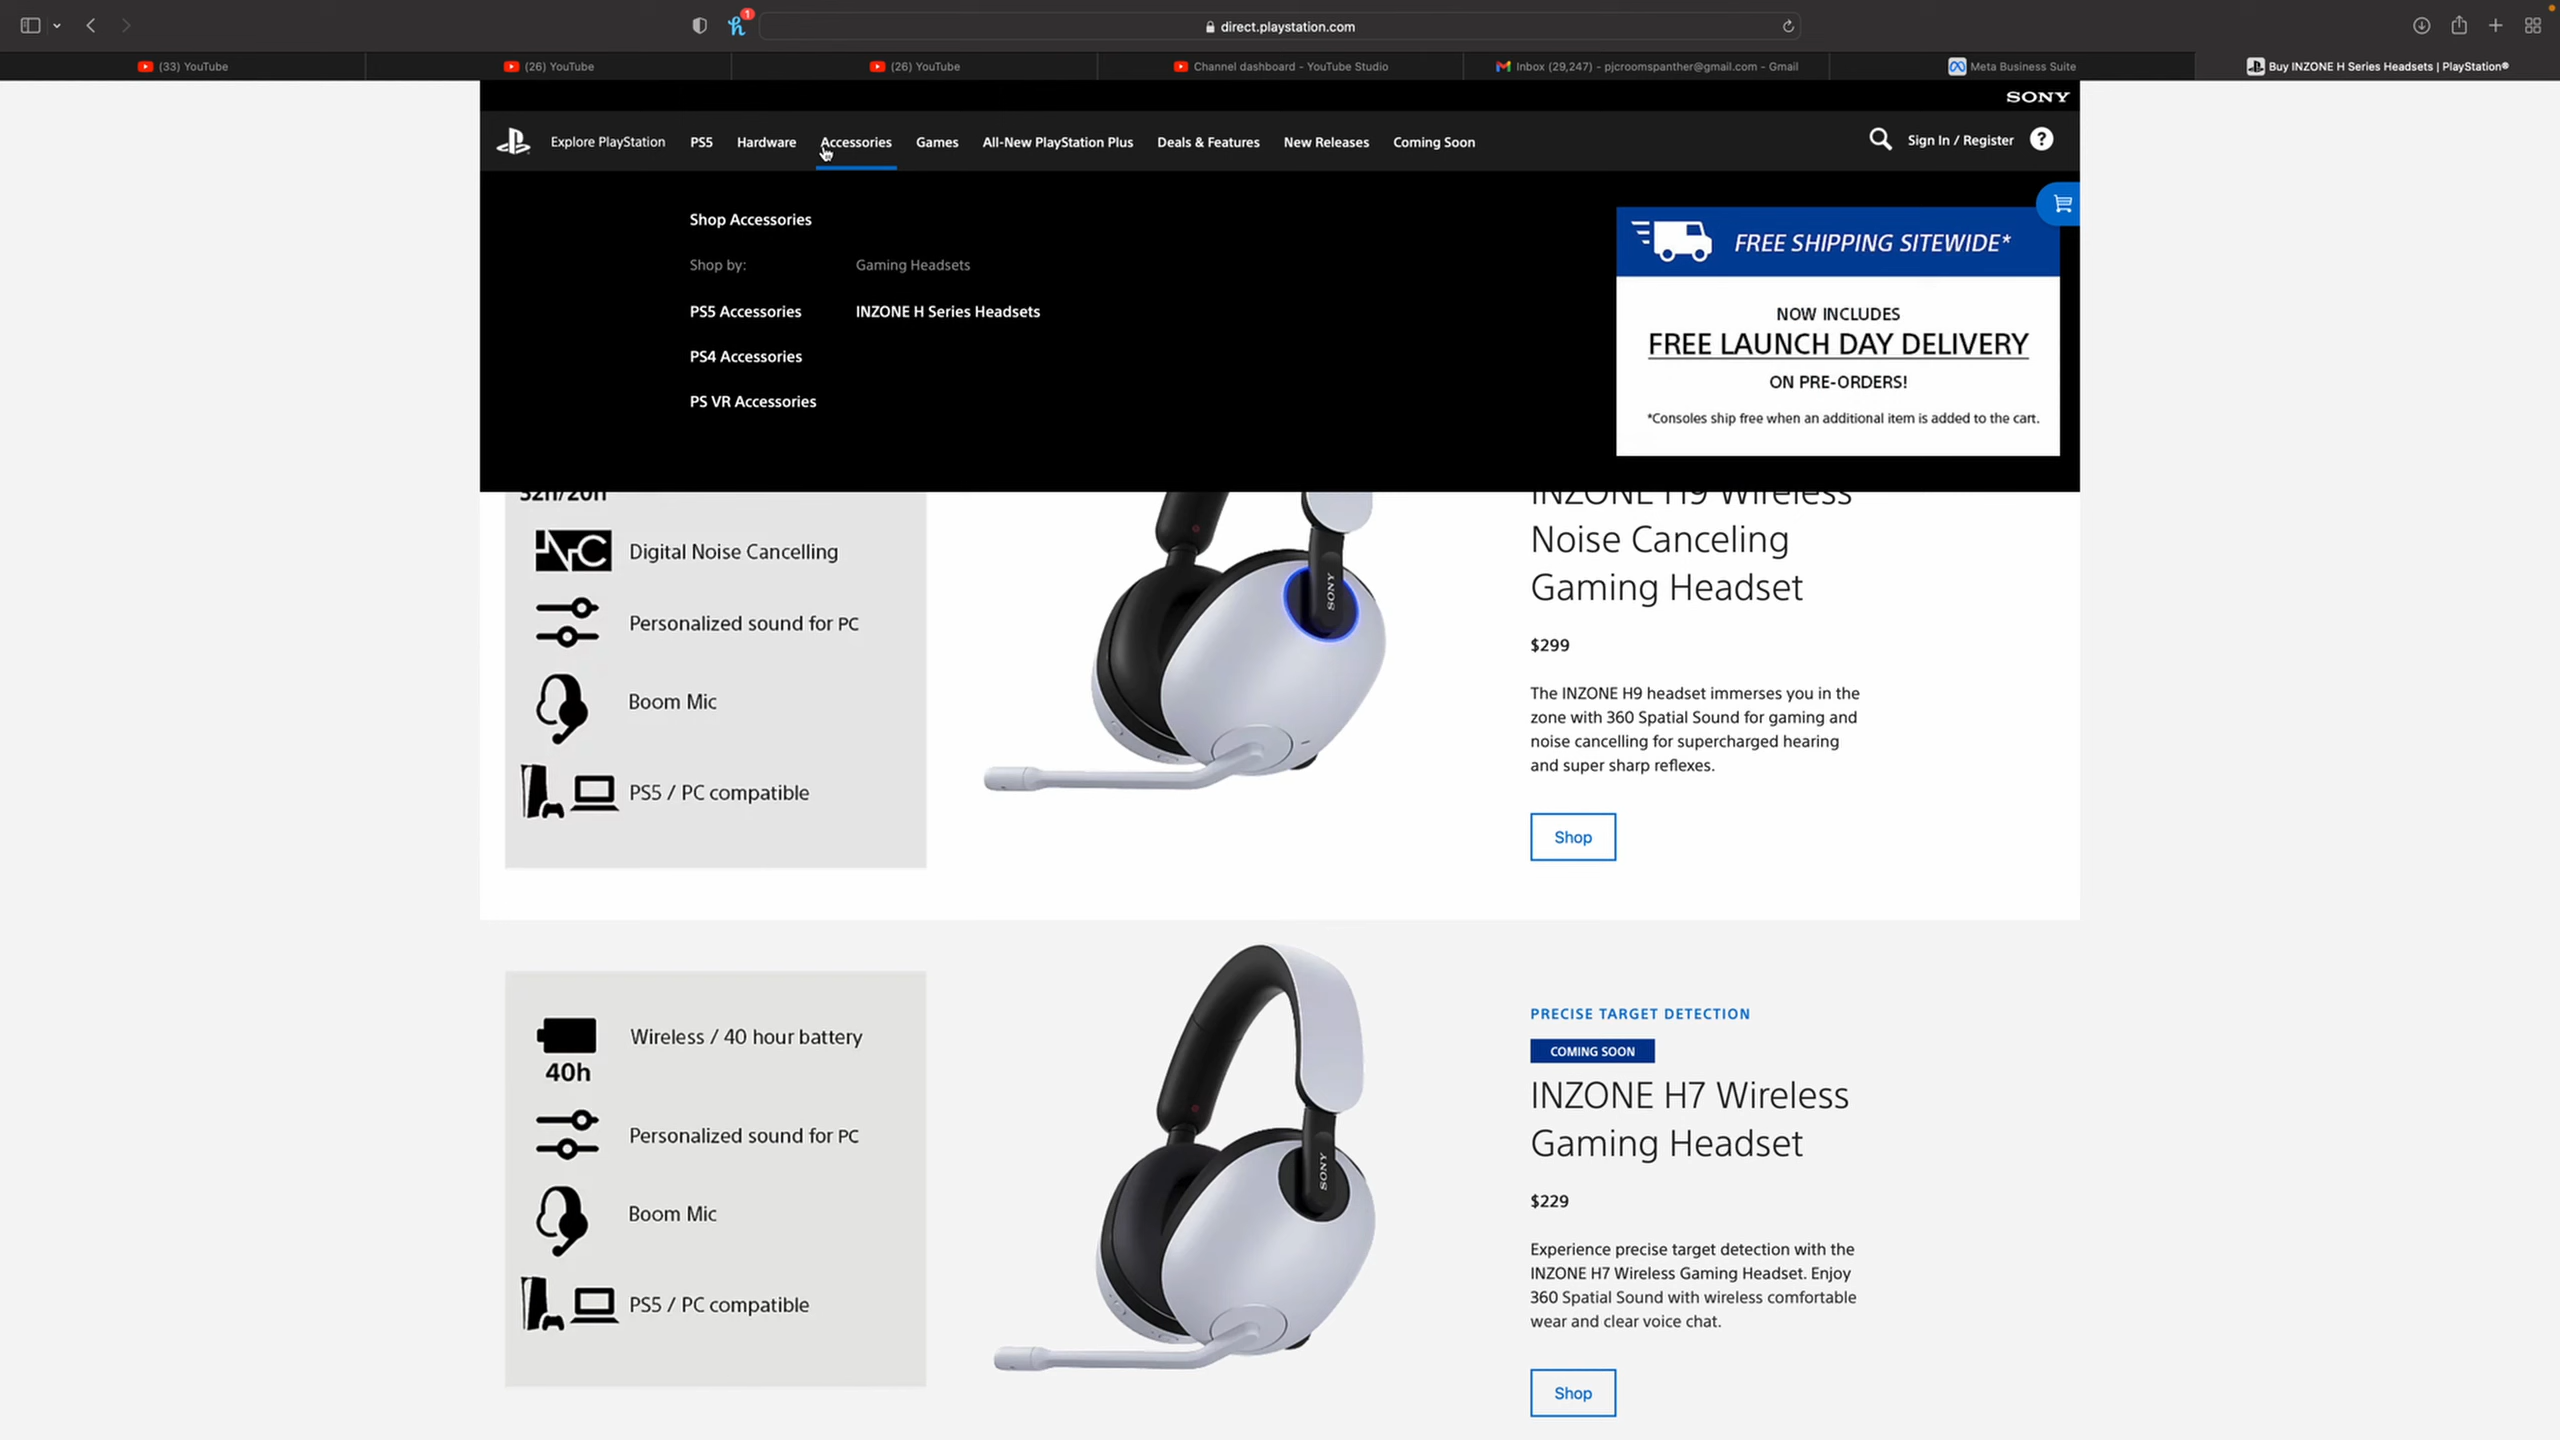 direct.playstation.com
1
(33) YouTube
(26) YouTube
(26) YouTube
Channel dashboard - YouTube Studio
Inbox (29,247) - pjcroomspanther@gmail.com - Gmail
Meta Business Suite
Buy INZONE H Series Headsets | PlayStation®
SONY
Explore PlayStation
PS5
Hardware
Accessories
Games
All-New PlayStation Plus
Deals & Features
New Releases
Coming Soon
Sign In / Register
?
Shop Accessories
Shop by:
Gaming Headsets
PS5 Accessories
INZONE H Series Headsets
PS4 Accessories
PS VR Accessories
FREE SHIPPING SITEWIDE*
NOW INCLUDES
FREE LAUNCH DAY DELIVERY
ON PRE-ORDERS!
*Consoles ship free when an additional item is added to the cart.
32h/20h
NC
Digital Noise Cancelling
Personalized sound for PC
Boom Mic
PS5 / PC compatible
SONY
INZONE H9 Wireless
Noise Canceling
Gaming Headset
$299
The INZONE H9 headset immerses you in the
zone with 360 Spatial Sound for gaming and
noise cancelling for supercharged hearing
and super sharp reflexes.
Shop
Wireless / 40 hour battery
40h
Personalized sound for PC
Boom Mic
PS5 / PC compatible
SONY
PRECISE TARGET DETECTION
COMING SOON
INZONE H7 Wireless
Gaming Headset
$229
Experience precise target detection with the
INZONE H7 Wireless Gaming Headset. Enjoy
360 Spatial Sound with wireless comfortable
wear and clear voice chat.
Shop